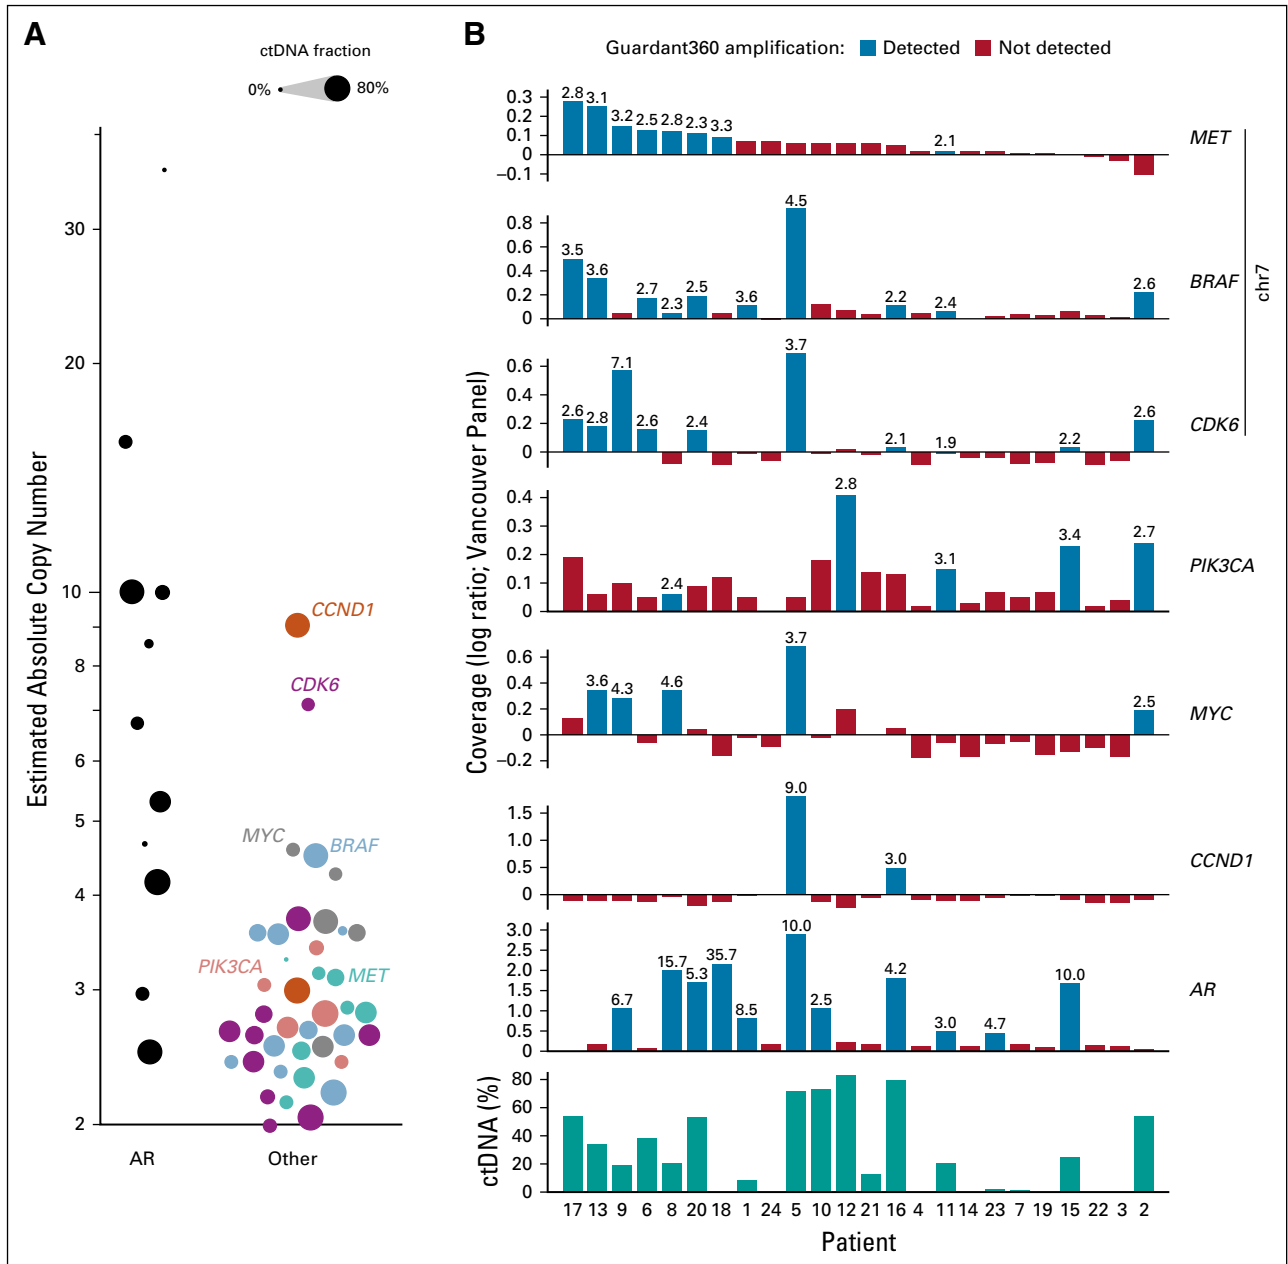 A
ctDNA fraction
0% 80%
Estimated Absolute Copy Number
30
20
10
8
6
5
4
3
2
CCND1
CDK6
MYC
BRAF
PIK3CA
MET
AR Other
B
Guardant360 amplification: Detected Not detected
Coverage (log ratio; Vancouver Panel)
0.3
0.2
0.1
0
−0.1
2.8 3.1 3.2 2.5 2.8 2.3 3.3 2.1
MET
0.8
0.6
0.4
0.2
0
3.5 3.6 2.7 2.3 2.5 3.6 4.5 2.2 2.4 2.6
BRAF
chr7
0.6
0.4
0.2
0
2.6 2.8 7.1 2.6 2.4 3.7 2.1 1.9 2.2 2.6
CDK6
0.4
0.3
0.2
0.1
0
2.4 2.8 3.1 3.4 2.7
PIK3CA
0.6
0.4
0.2
0
−0.2
3.6 4.3 4.6 3.7 2.5
MYC
1.5
1.0
0.5
0
9.0 3.0
CCND1
3.0
2.5
2.0
1.5
1.0
0.5
0
6.7 15.7 5.3 35.7 8.5 10.0 2.5 4.2 3.0 4.7 10.0
AR
ctDNA (%)
80
60
40
20
0
17 13 9 6 8 20 18 1 24 5 10 12 21 16 4 11 14 23 7 19 15 22 3 2
Patient